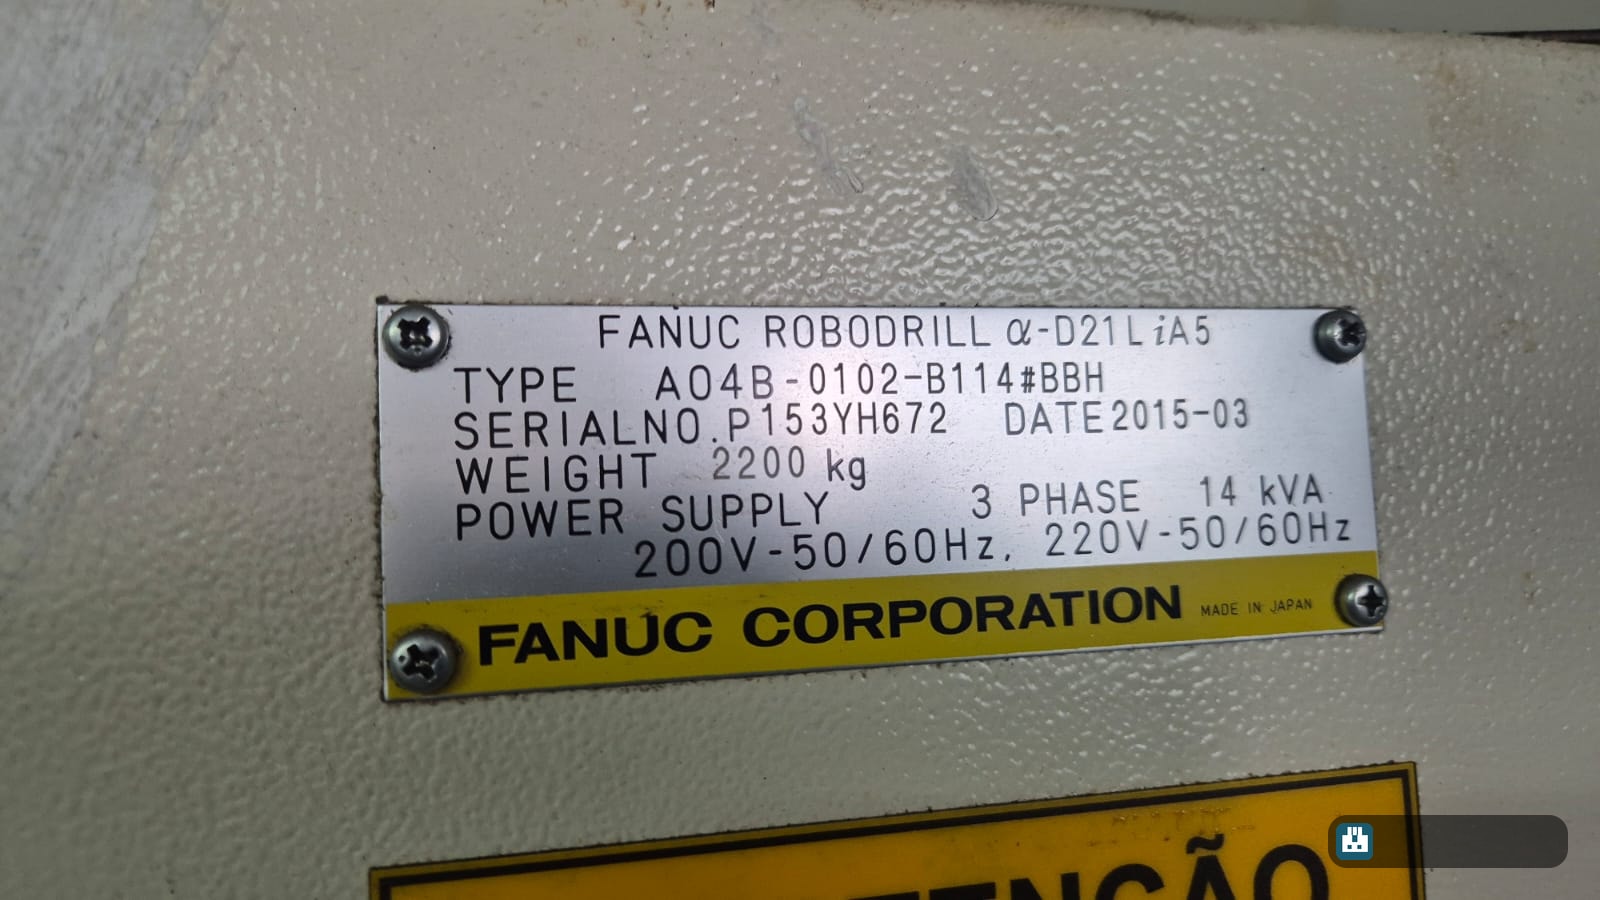 FANUC ROBODRILL α-D21LiA5
TYPE A04B-0102-B114#BBH
SERIALNO.P153YH672 DATE2015-03
WEIGHT 2200 kg
POWER SUPPLY 3 PHASE 14 kVA
200V-50/60Hz, 220V-50/60Hz
FANUC CORPORATION MADE IN JAPAN